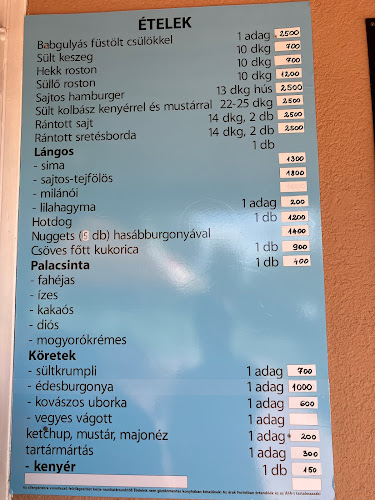 ÉTELEK
Babgulyás füstölt csülökkel 1 adag 2500
Sült keszeg 10 dkg 700
Hekk roston 10 dkg 700
Süllő roston 10 dkg 1200
Sajtos hamburger 13 dkg hús 2500
Sült kolbász kenyérrel és mustárral 22-25 dkg 2500
Rántott sajt 14 dkg, 2 db 2500
Rántott sretésborda 14 dkg, 2 db 2500
Lángos 1 db
- sima 1300
- sajtos-tejfölös 1800
- milánói
- lilahagyma 1 adag 200
Hotdog 1 db 1200
Nuggets (5 db) hasábburgonyával 1400
Csöves főtt kukorica 1 db 900
Palacsinta 1 db 400
- fahéjas
- ízes
- kakaós
- diós
- mogyorókrémes
Köretek
- sültkrumpli 1 adag 700
- édesburgonya 1 adag 1000
- kovászos uborka 1 adag 600
- vegyes vágott 1 adag
ketchup, mustár, majonéz 1 adag 200
tartármártás 1 adag 300
- kenyér 1 db 150